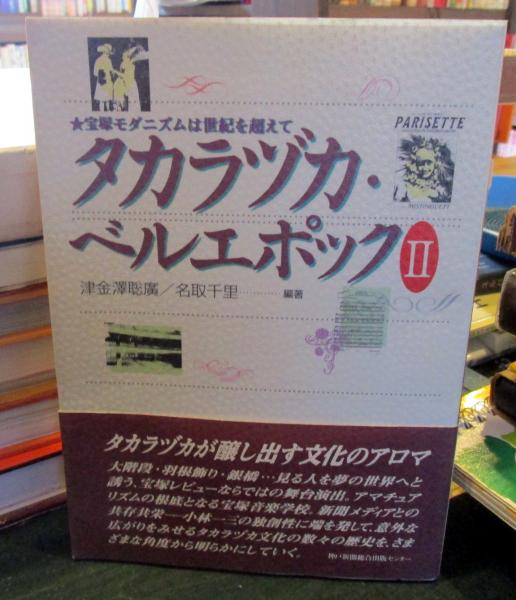 ★宝塚モダニズムは世紀を超えて
PARISETTE
MISTINGUETT
タカラヅカ・
ベルエポックⅡ
津金澤聡廣／名取千里…………編著
タカラヅカが醸し出す文化のアロマ
大階段・羽根飾り・銀橋…見る人を夢の世界へと
誘う、宝塚レビューならではの舞台演出。アマチュア
リズムの根底となる宝塚音楽学校。新聞メディアとの
共存共栄――小林一三の独創性に端を発して、意外な
広がりをみせるタカラヅカ文化の数々の歴史を、さま
ざまな角度から明らかにしていく。
神戸新聞総合出版センター